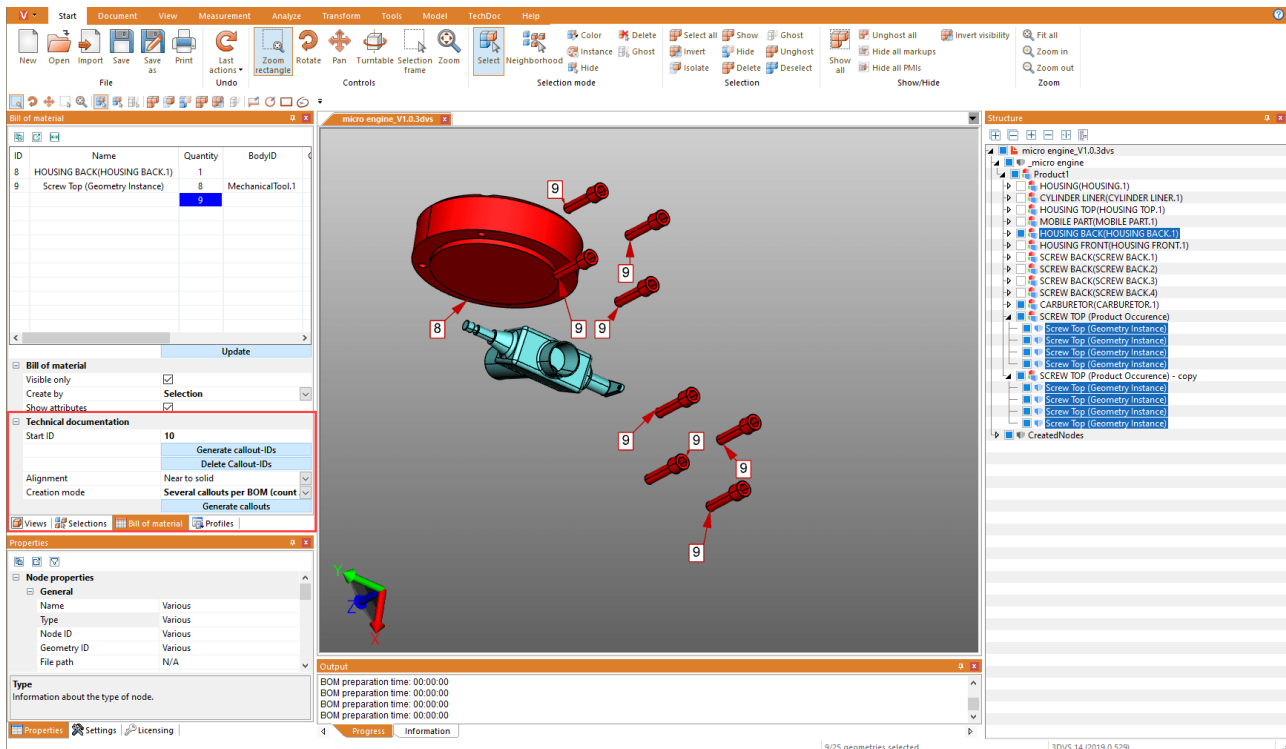 V
Start Document View Measurement Analyze Transform Tools Model TechDoc Help
New Open Import Save Save as Print Last actions Zoom rectangle Rotate Pan Turntable Selection frame Zoom Select Neighborhood Color Delete Select all Show Ghost Show all Unghost all Invert visibility Fit all
Instance Ghost Invert Hide Unghost Hide all markups Zoom in
Hide Isolate Delete Deselect Hide all PMIs Zoom out
File Undo Controls Selection mode Selection Show/Hide Zoom
Bill of material
ID Name Quantity BodyID
8 HOUSING BACK(HOUSING BACK.1) 1
9 Screw Top (Geometry Instance) 8 MechanicalTool.1
9
Update
Bill of material
Visible only
Create by Selection
Show attributes
Technical documentation
Start ID 10
Generate callout-IDs
Delete Callout-IDs
Alignment Near to solid
Creation mode Several callouts per BOM (count
Generate callouts
Views Selections Bill of material Profiles
Properties
Node properties
General
Name Various
Type Various
Node ID Various
Geometry ID Various
File path N/A
Type
Information about the type of node.
Properties Settings Licensing
micro engine_V1.0.3dvs
9
9
8 9 9
9 9
9
9
Y
Z
X
Output
BOM preparation time: 00:00:00
BOM preparation time: 00:00:00
BOM preparation time: 00:00:00
BOM preparation time: 00:00:00
Progress Information
Structure
micro engine_V1.0.3dvs
_micro engine
Product1
HOUSING(HOUSING.1)
CYLINDER LINER(CYLINDER LINER.1)
HOUSING TOP(HOUSING TOP.1)
MOBILE PART(MOBILE PART.1)
HOUSING BACK(HOUSING BACK.1)
HOUSING FRONT(HOUSING FRONT.1)
SCREW BACK(SCREW BACK.1)
SCREW BACK(SCREW BACK.2)
SCREW BACK(SCREW BACK.3)
SCREW BACK(SCREW BACK.4)
CARBURETOR(CARBURETOR.1)
SCREW TOP (Product Occurence)
Screw Top (Geometry Instance)
Screw Top (Geometry Instance)
Screw Top (Geometry Instance)
Screw Top (Geometry Instance)
SCREW TOP (Product Occurence) - copy
Screw Top (Geometry Instance)
Screw Top (Geometry Instance)
Screw Top (Geometry Instance)
Screw Top (Geometry Instance)
CreatedNodes
9/25 geometries selected 3DVS 14 (2019.0.529)